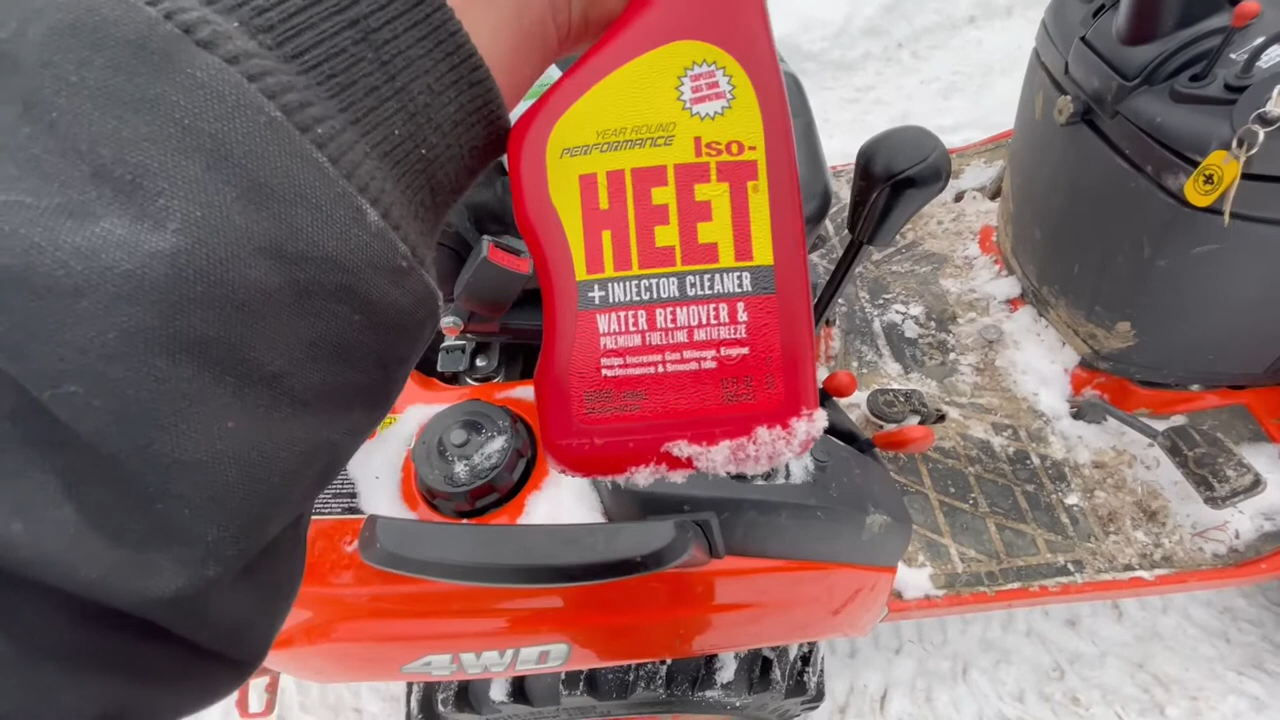 CAPLESS
GAS TANK
COMPATIBLE
YEAR ROUND
PERFORMANCE
Iso-
HEET®
+INJECTOR CLEANER
WATER REMOVER &
PREMIUM FUEL-LINE ANTIFREEZE
Helps Increase Gas Mileage, Engine
Performance & Smooth Idle
4WD